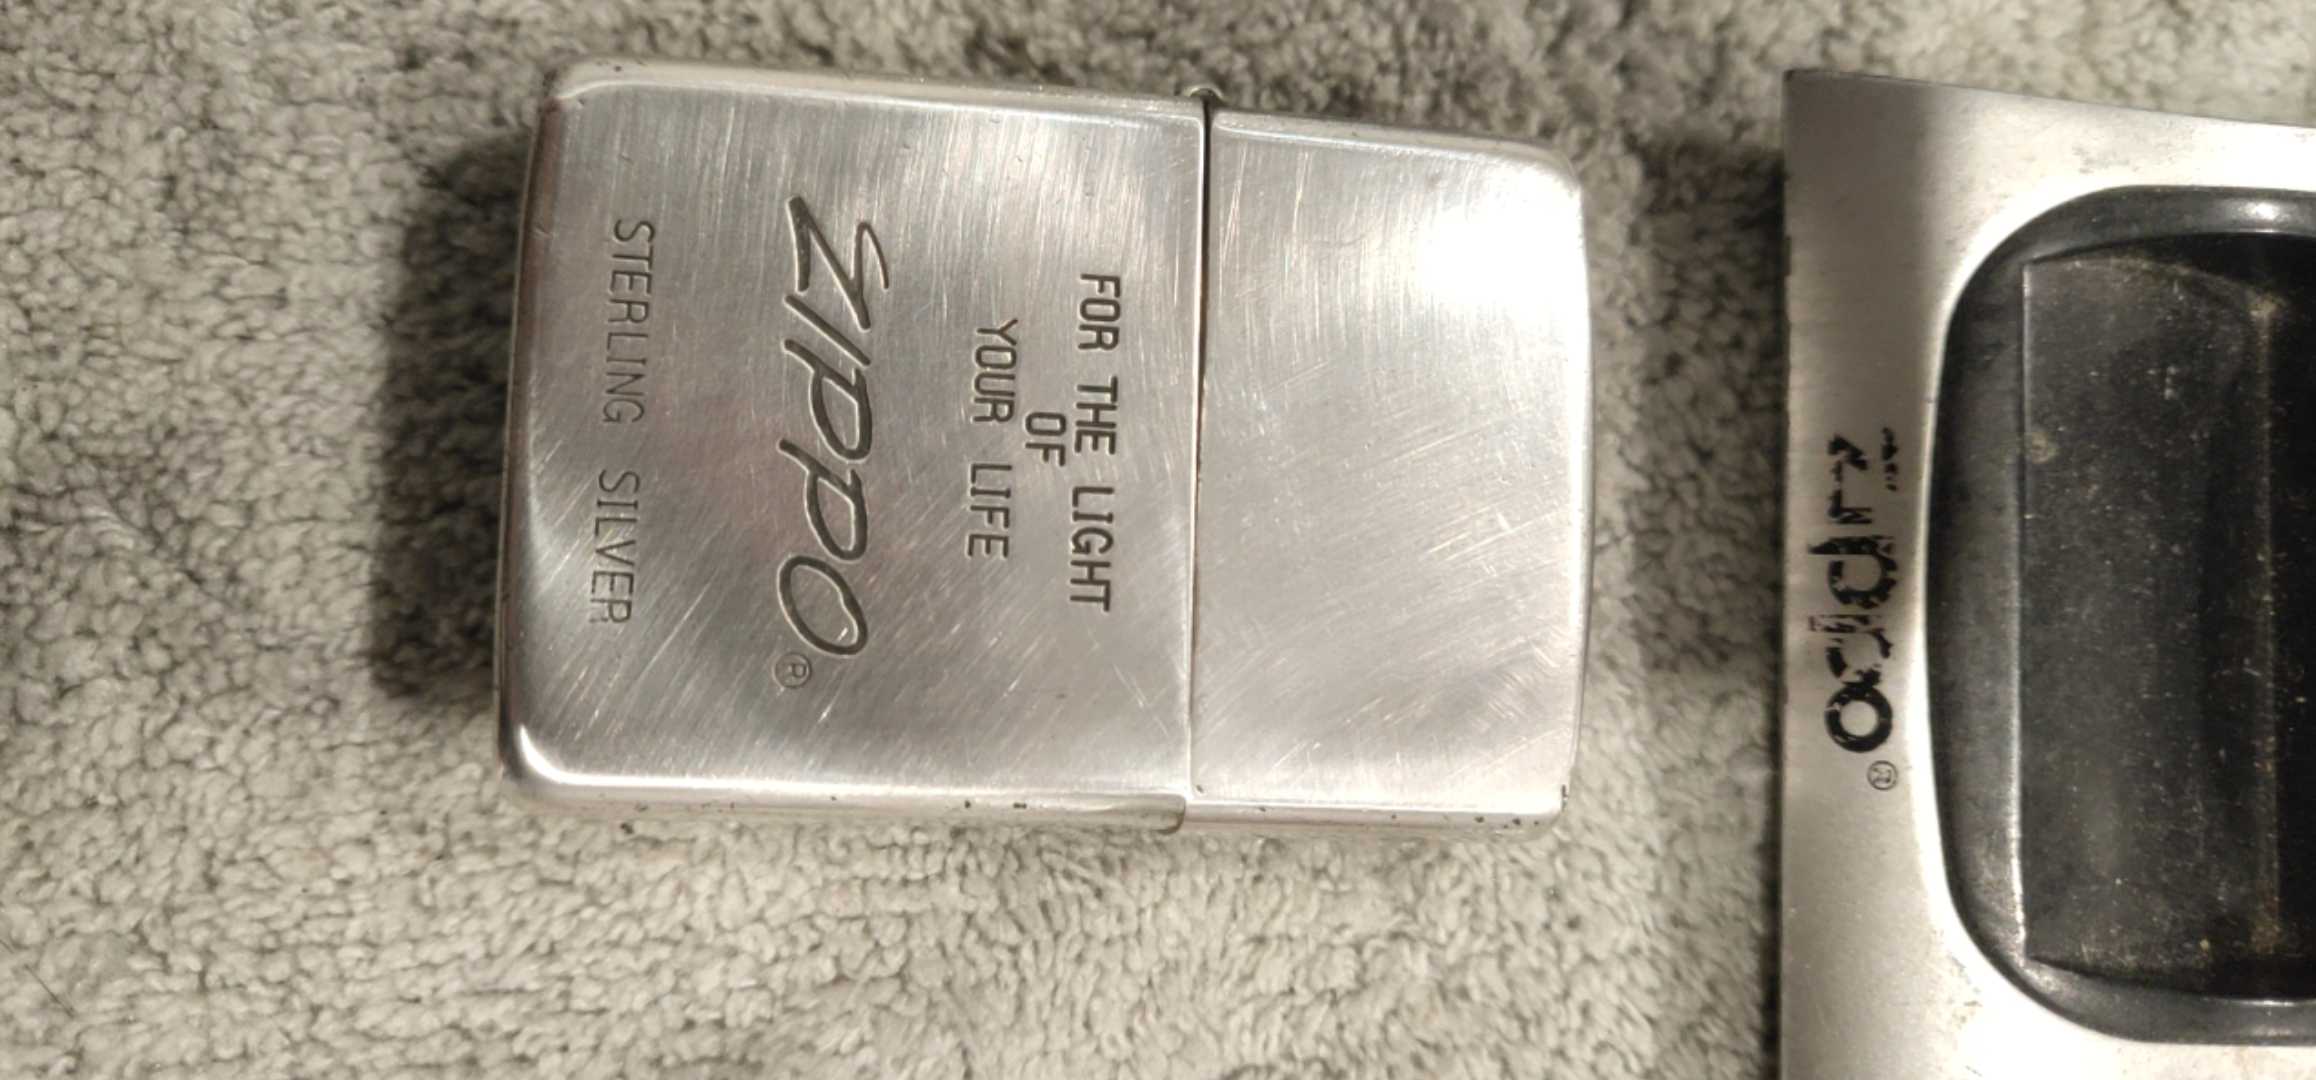 FOR THE LIGHT
OF
YOUR LIFE
ZIPPO®
STERLING SILVER
zippo®